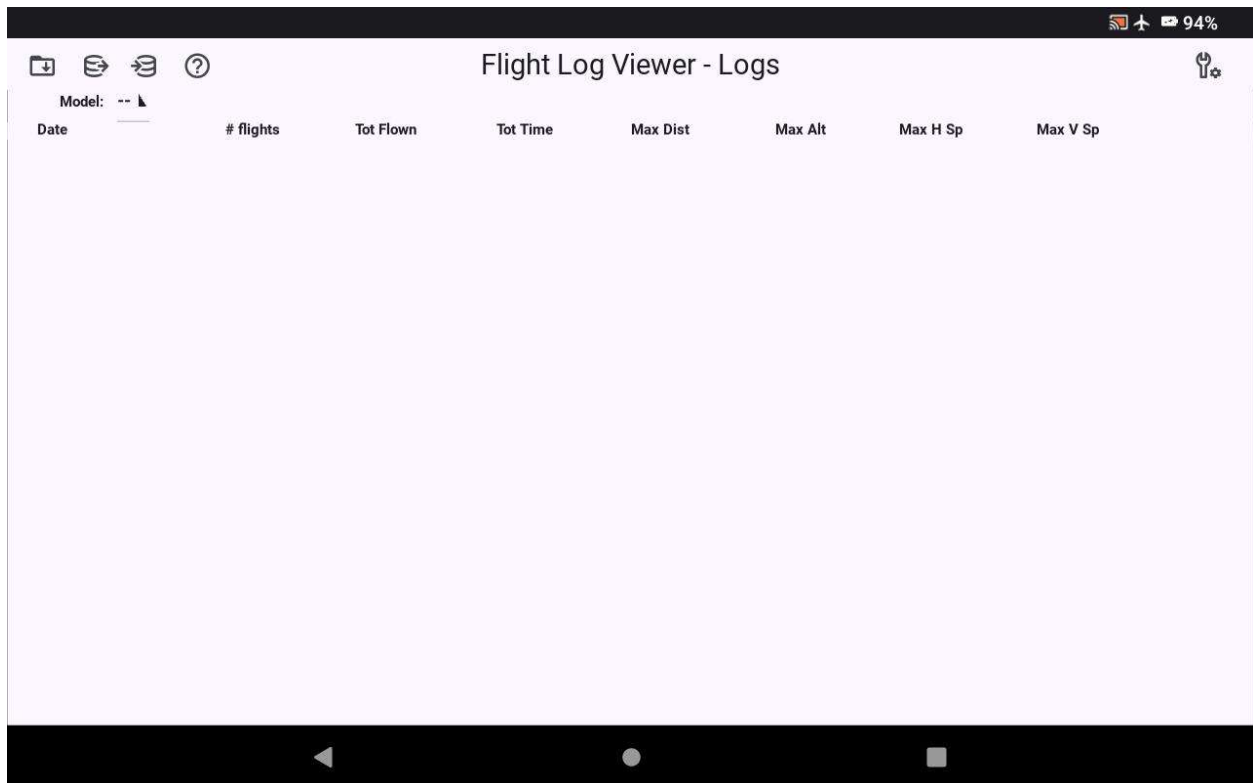 94%
Flight Log Viewer - Logs
Model: --
Date # flights Tot Flown Tot Time Max Dist Max Alt Max H Sp Max V Sp